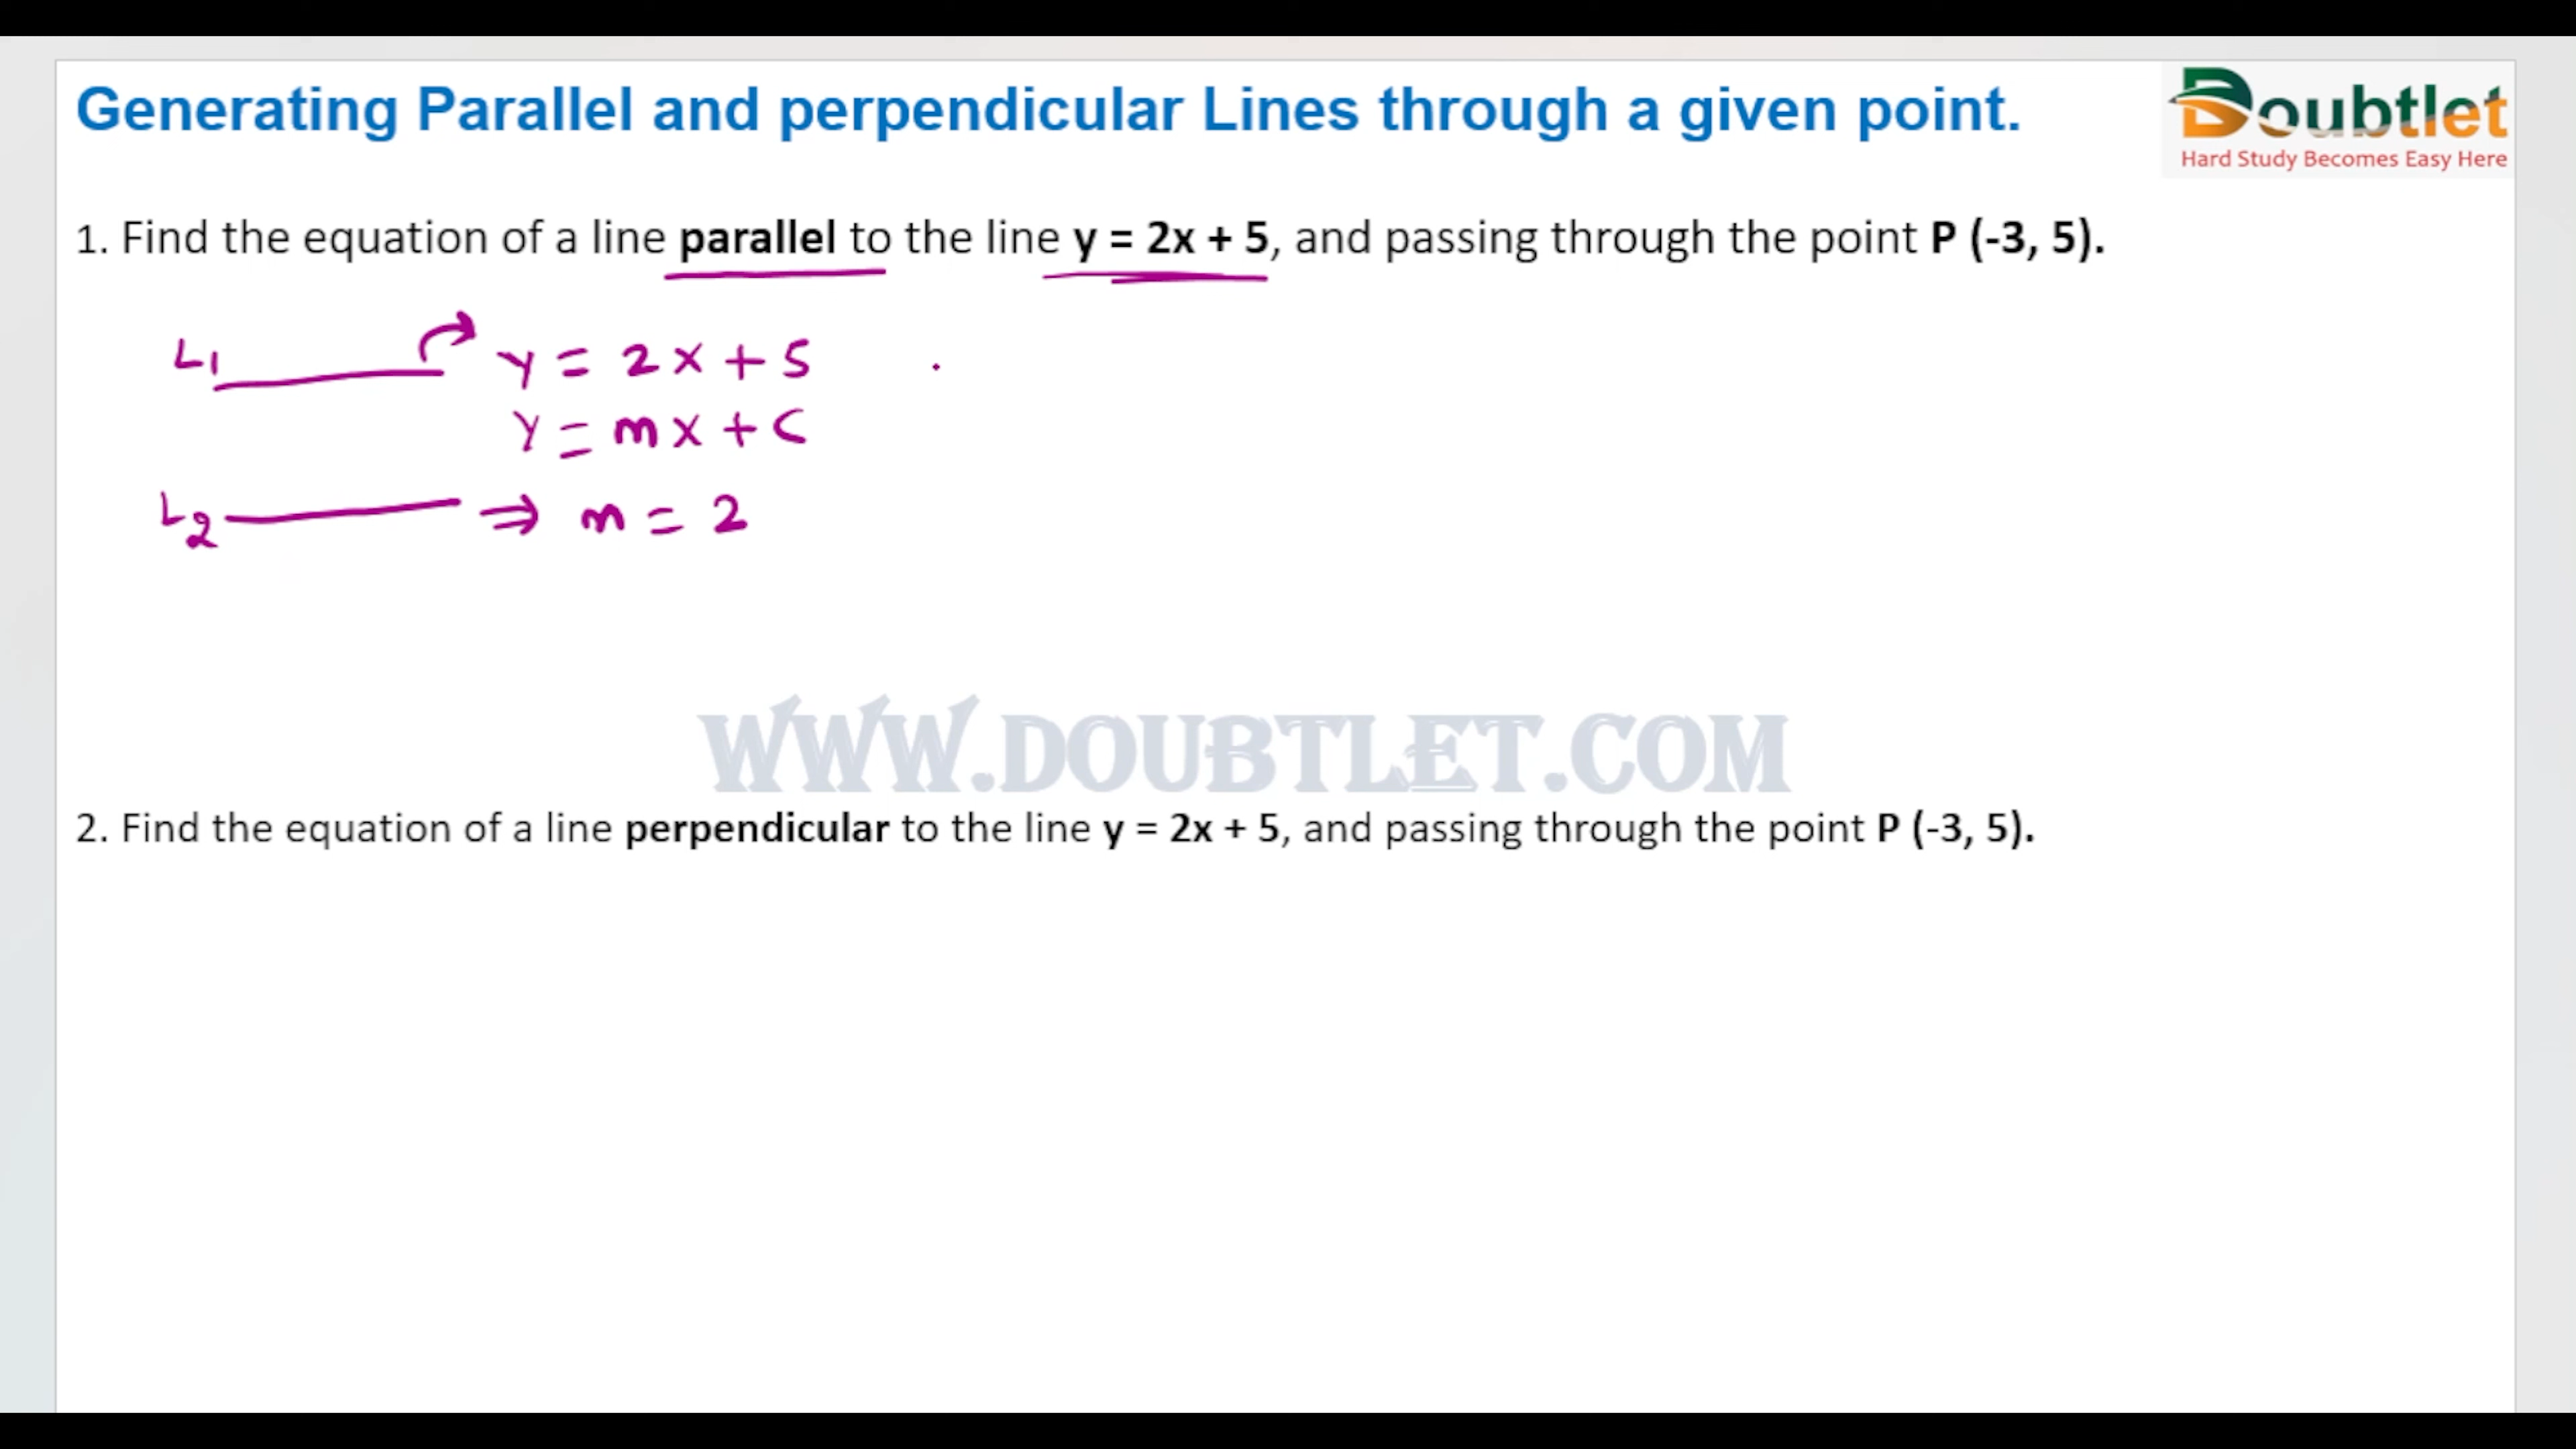 Generating Parallel and perpendicular Lines through a given point.
Doubtlet
Hard Study Becomes Easy Here
1. Find the equation of a line parallel to the line y = 2x + 5, and passing through the point P (-3, 5).
L1 y = 2x + 5
y = mx + c
L2 ⇒ m = 2
WWW.DOUBTLET.COM
2. Find the equation of a line perpendicular to the line y = 2x + 5, and passing through the point P (-3, 5).